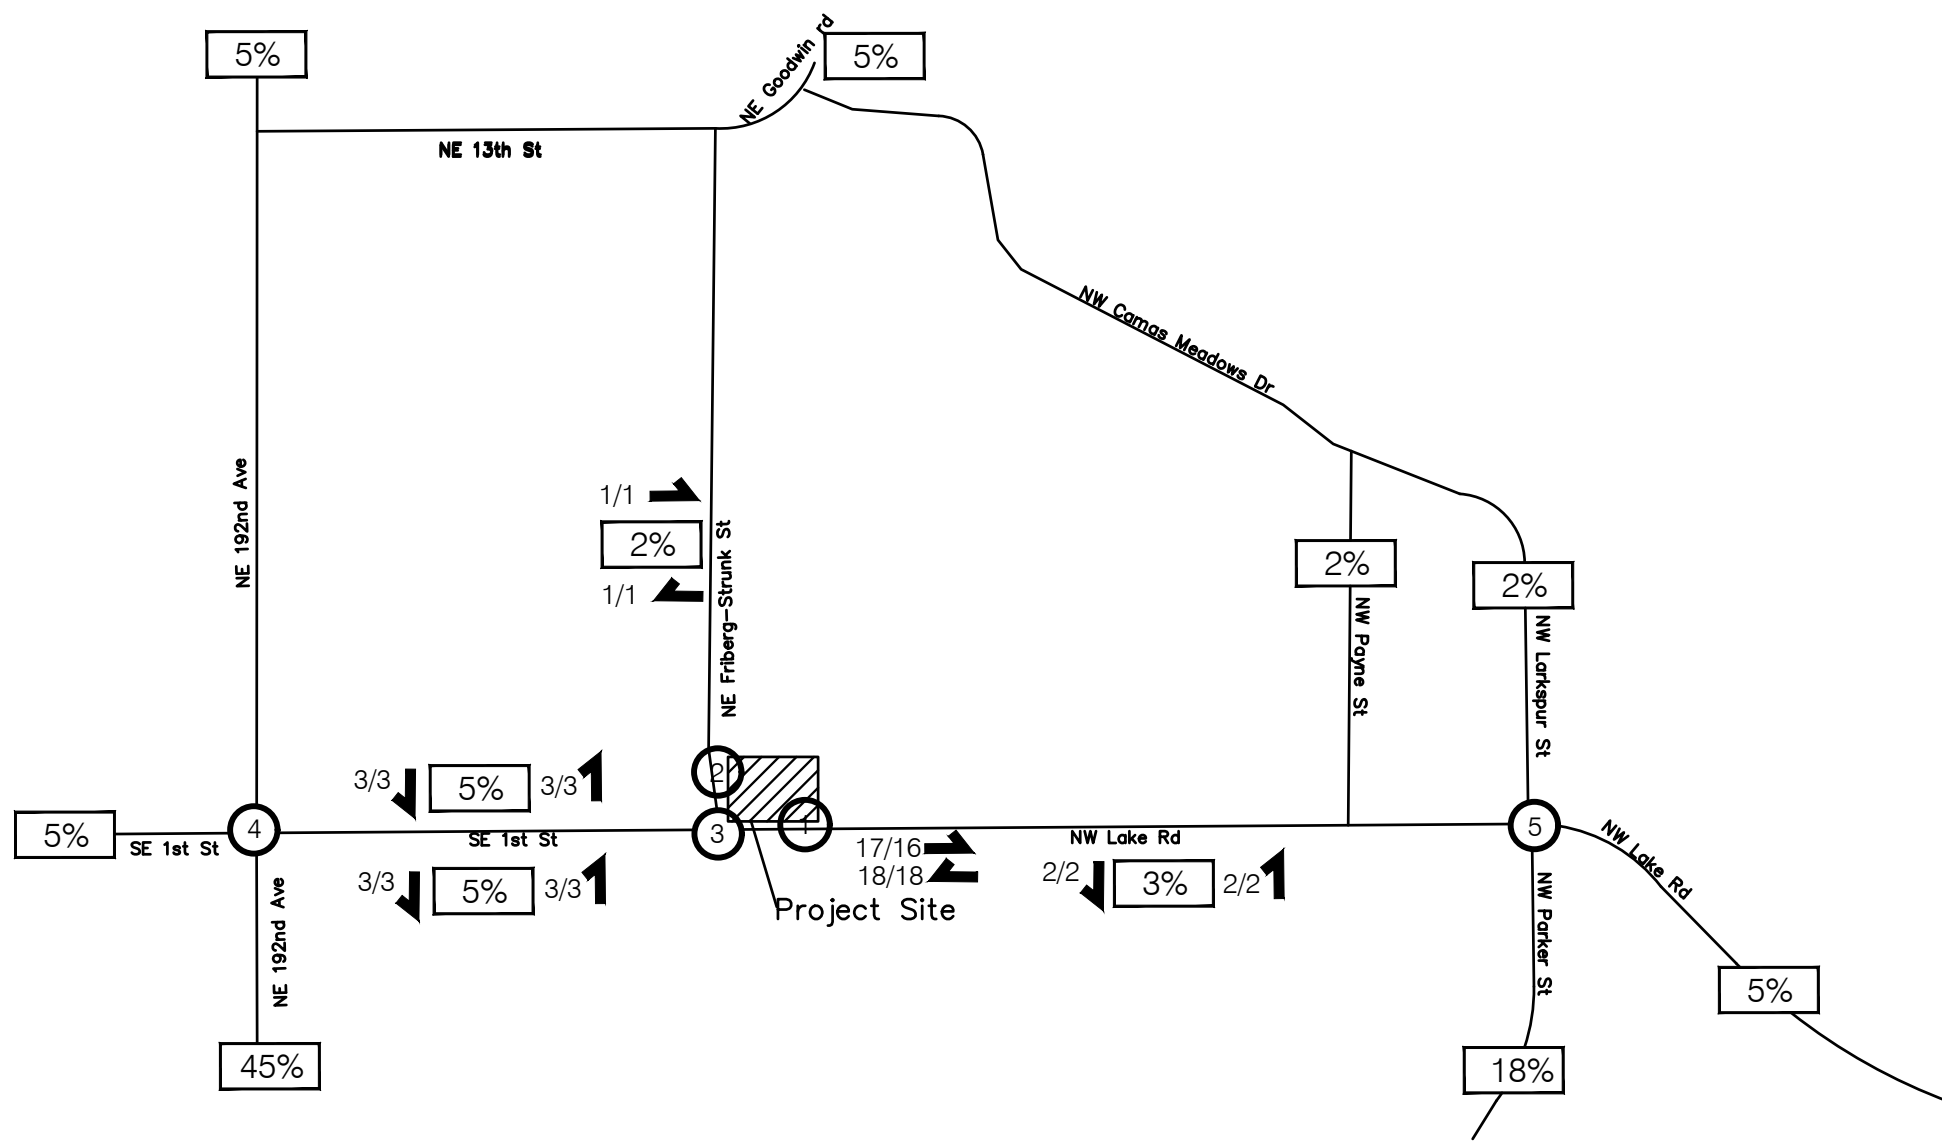 NE Goodwin rd
5%
5%
NE 13th St
NW Camas Meadows Dr
NE 192nd Ave
1/1
2%
1/1
NE Friberg-Strunk St
2%
NW Payne St
2%
NW Larkspur St
2
3/3
5%
3/3
5%
SE 1st St
4
SE 1st St
3
1
NW Lake Rd
5
NW Lake Rd
17/16
18/18
3/3
5%
3/3
2/2
3%
2/2
Project Site
NE 192nd Ave
NW Parker St
45%
5%
18%